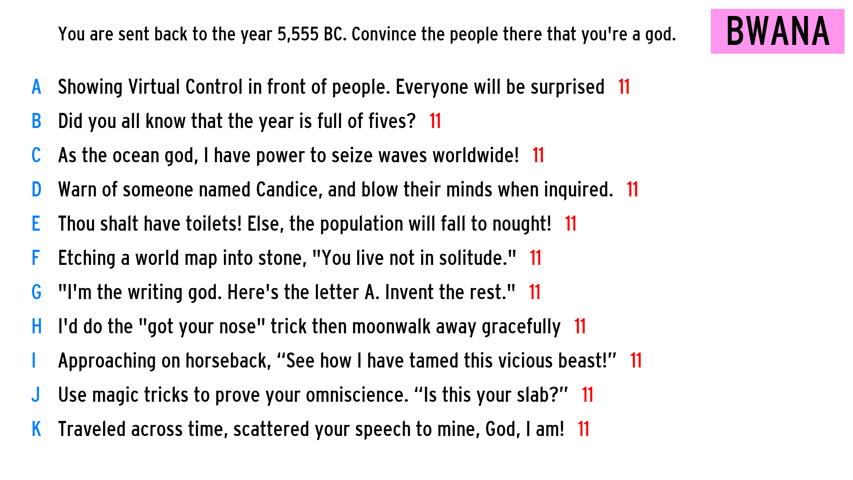 You are sent back to the year 5,555 BC. Convince the people there that you're a god.
BWANA
A Showing Virtual Control in front of people. Everyone will be surprised 11
B Did you all know that the year is full of fives? 11
C As the ocean god, I have power to seize waves worldwide! 11
D Warn of someone named Candice, and blow their minds when inquired. 11
E Thou shalt have toilets! Else, the population will fall to nought! 11
F Etching a world map into stone, "You live not in solitude." 11
G "I'm the writing god. Here's the letter A. Invent the rest." 11
H I'd do the "got your nose" trick then moonwalk away gracefully 11
I Approaching on horseback, “See how I have tamed this vicious beast!” 11
J Use magic tricks to prove your omniscience. “Is this your slab?” 11
K Traveled across time, scattered your speech to mine, God, I am! 11